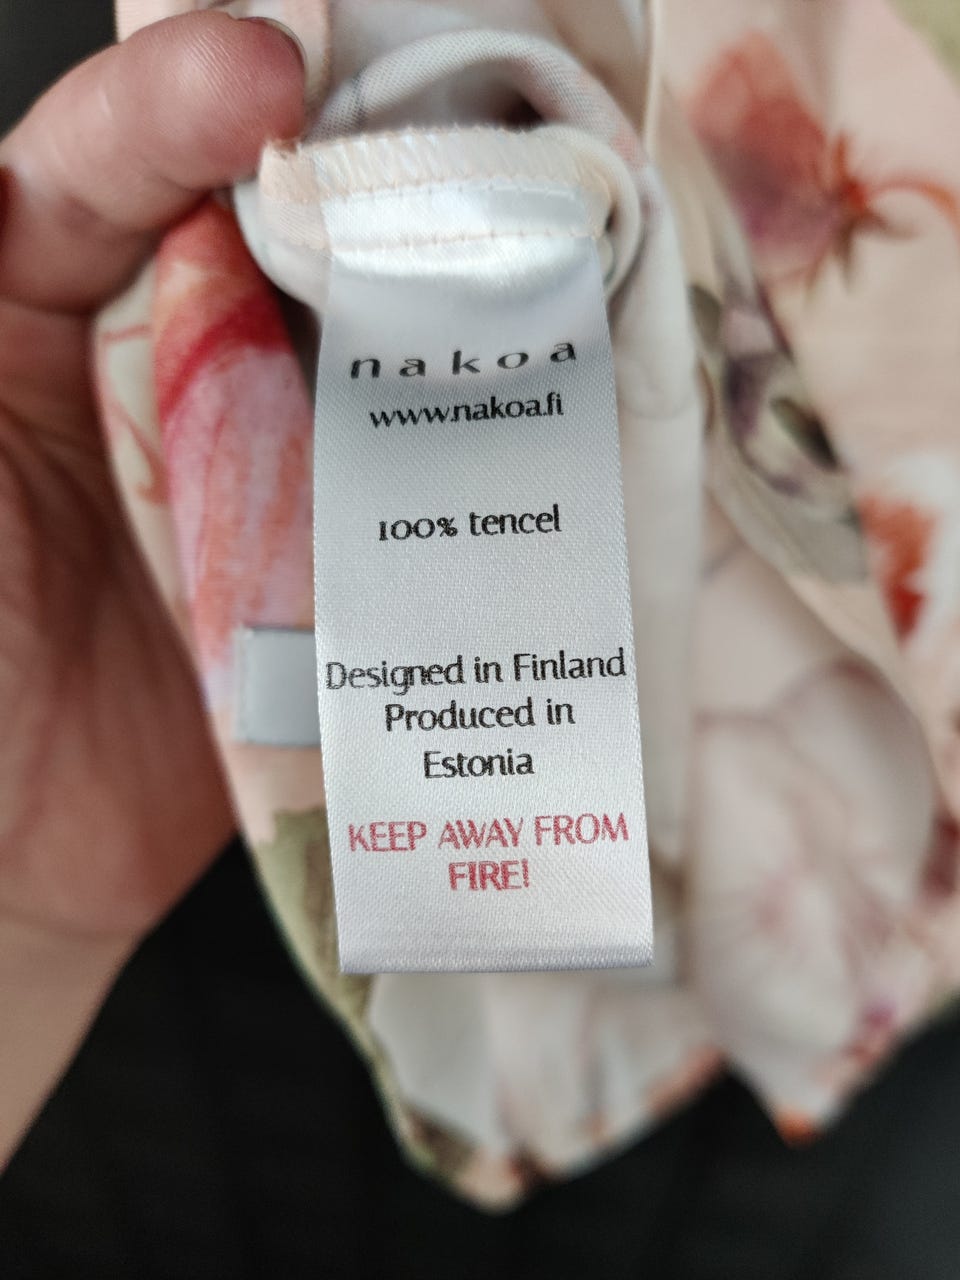 nakoa
www.nakoa.fi
100% tencel
Designed in Finland
Produced in
Estonia
KEEP AWAY FROM
FIRE!